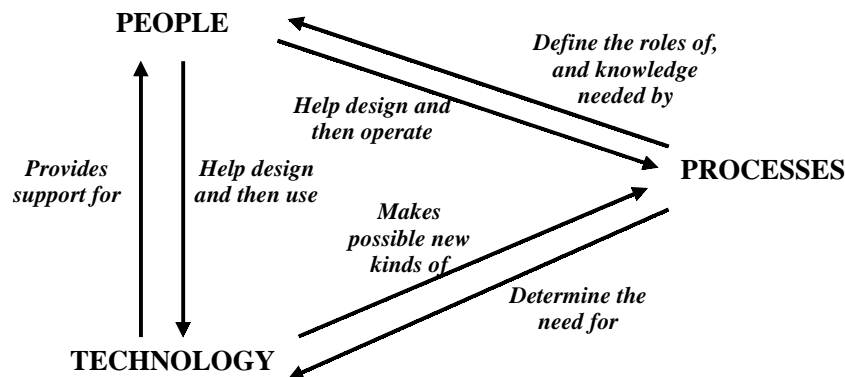 PEOPLE
Define the roles of,
and knowledge
needed by
Help design and
then operate
Provides
support for
Help design
and then use
PROCESSES
Makes
possible new
kinds of
Determine the
need for
TECHNOLOGY